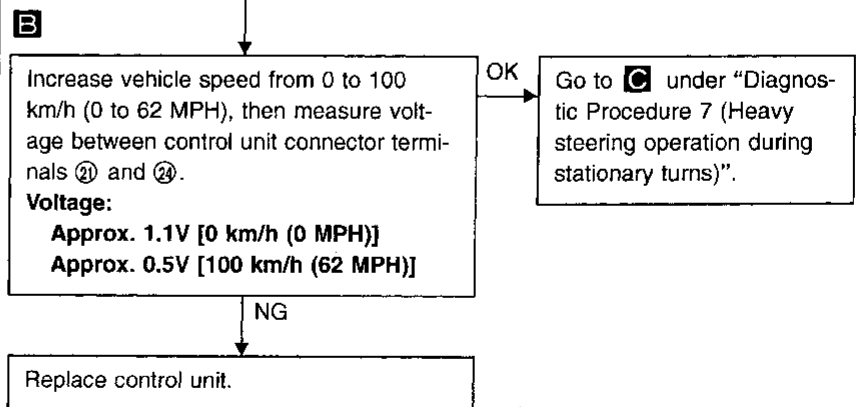 B
Increase vehicle speed from 0 to 100
km/h (0 to 62 MPH), then measure volt-
age between control unit connector termi-
nals ㉑ and ㉔.
Voltage:
Approx. 1.1V [0 km/h (0 MPH)]
Approx. 0.5V [100 km/h (62 MPH)]
OK
Go to C under “Diagnos-
tic Procedure 7 (Heavy
steering operation during
stationary turns)”.
NG
Replace control unit.